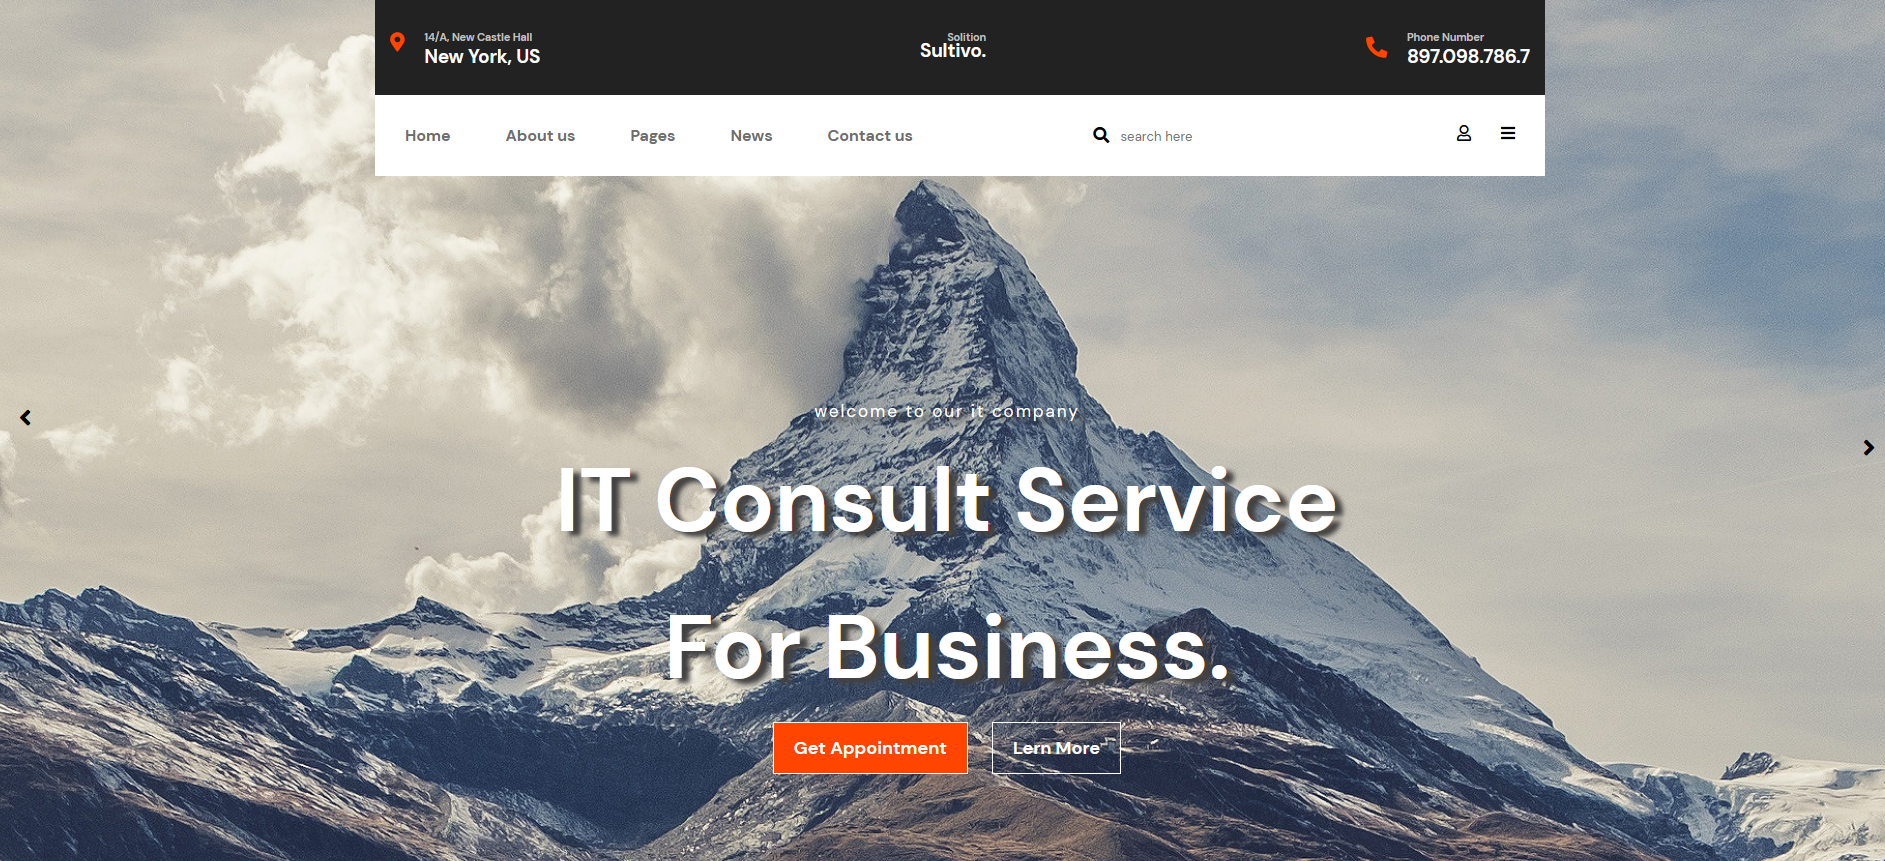 14/A, New Castle Hall
New York, US
Solition
Sultivo.
Phone Number
897.098.786.7
Home
About us
Pages
News
Contact us
search here
welcome to our it company
IT Consult Service
For Business.
Get Appointment
Lern More